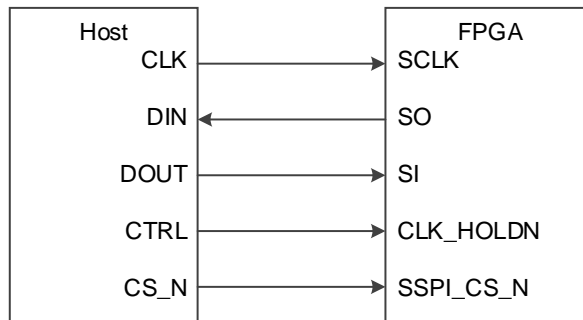 Host FPGA
CLK SCLK
DIN SO
DOUT SI
CTRL CLK_HOLDN
CS_N SSPI_CS_N